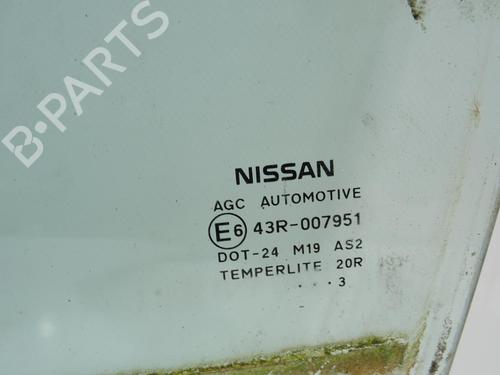 B-PARTS
NISSAN
AGC AUTOMOTIVE
E6 43R-007951
DOT-24 M19 AS2
TEMPERLITE 20R
. . . 3